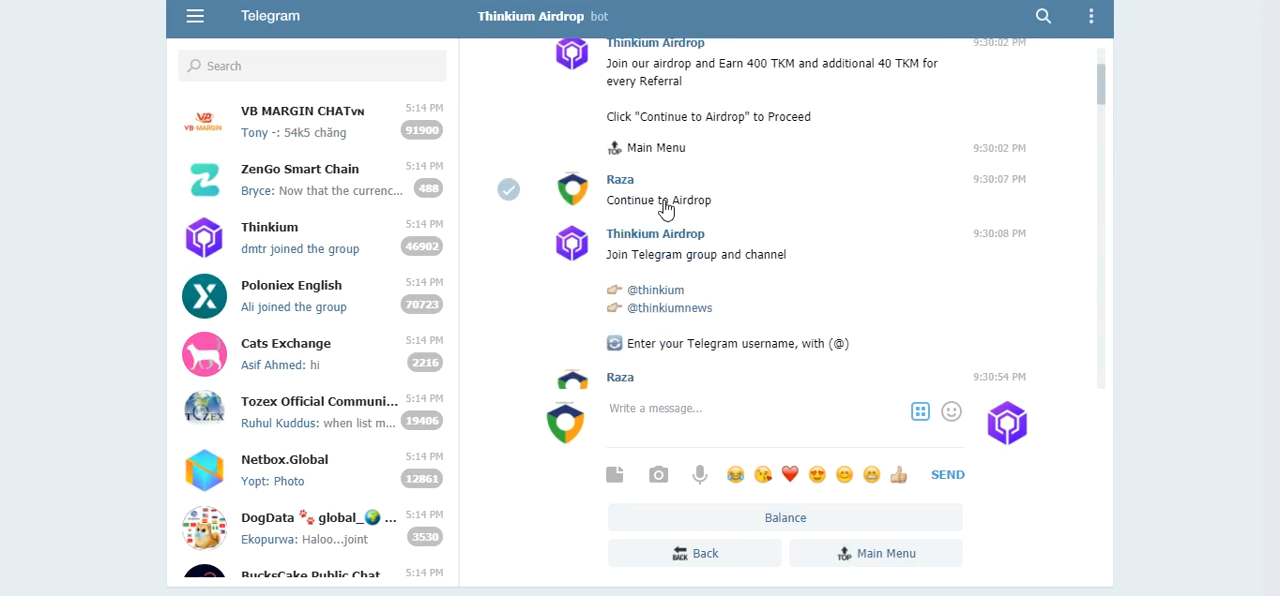 Telegram
Thinkium Airdrop bot
Search
VB MARGIN CHATVN 5:14 PM
Tony -: 54k5 chăng 91900
ZenGo Smart Chain 5:14 PM
Bryce: Now that the currenc... 488
Thinkium 5:14 PM
dmtr joined the group 46902
Poloniex English 5:14 PM
Ali joined the group 70723
Cats Exchange 5:14 PM
Asif Ahmed: hi 2216
Tozex Official Communi... 5:14 PM
Ruhul Kuddus: when list m... 19406
Netbox.Global 5:14 PM
Yopt: Photo 12861
DogData 🐾 global_🌍 ... 5:14 PM
Ekopurwa: Haloo...joint 3530
BucksCake Public Chat 5:14 PM
VB
VB-MARGIN
TOZEX
Thinkium Airdrop 9:30:02 PM
Join our airdrop and Earn 400 TKM and additional 40 TKM for
every Referral
Click "Continue to Airdrop" to Proceed
🔝 Main Menu 9:30:02 PM
Raza 9:30:07 PM
Continue to Airdrop
Thinkium Airdrop 9:30:08 PM
Join Telegram group and channel
👉 @thinkium
👉 @thinkiumnews
🔄 Enter your Telegram username, with (@)
Raza 9:30:54 PM
Write a message...
😂 😘 ❤️ 😍 😊 😁 👍 SEND
Balance
🔙 Back
🔝 Main Menu